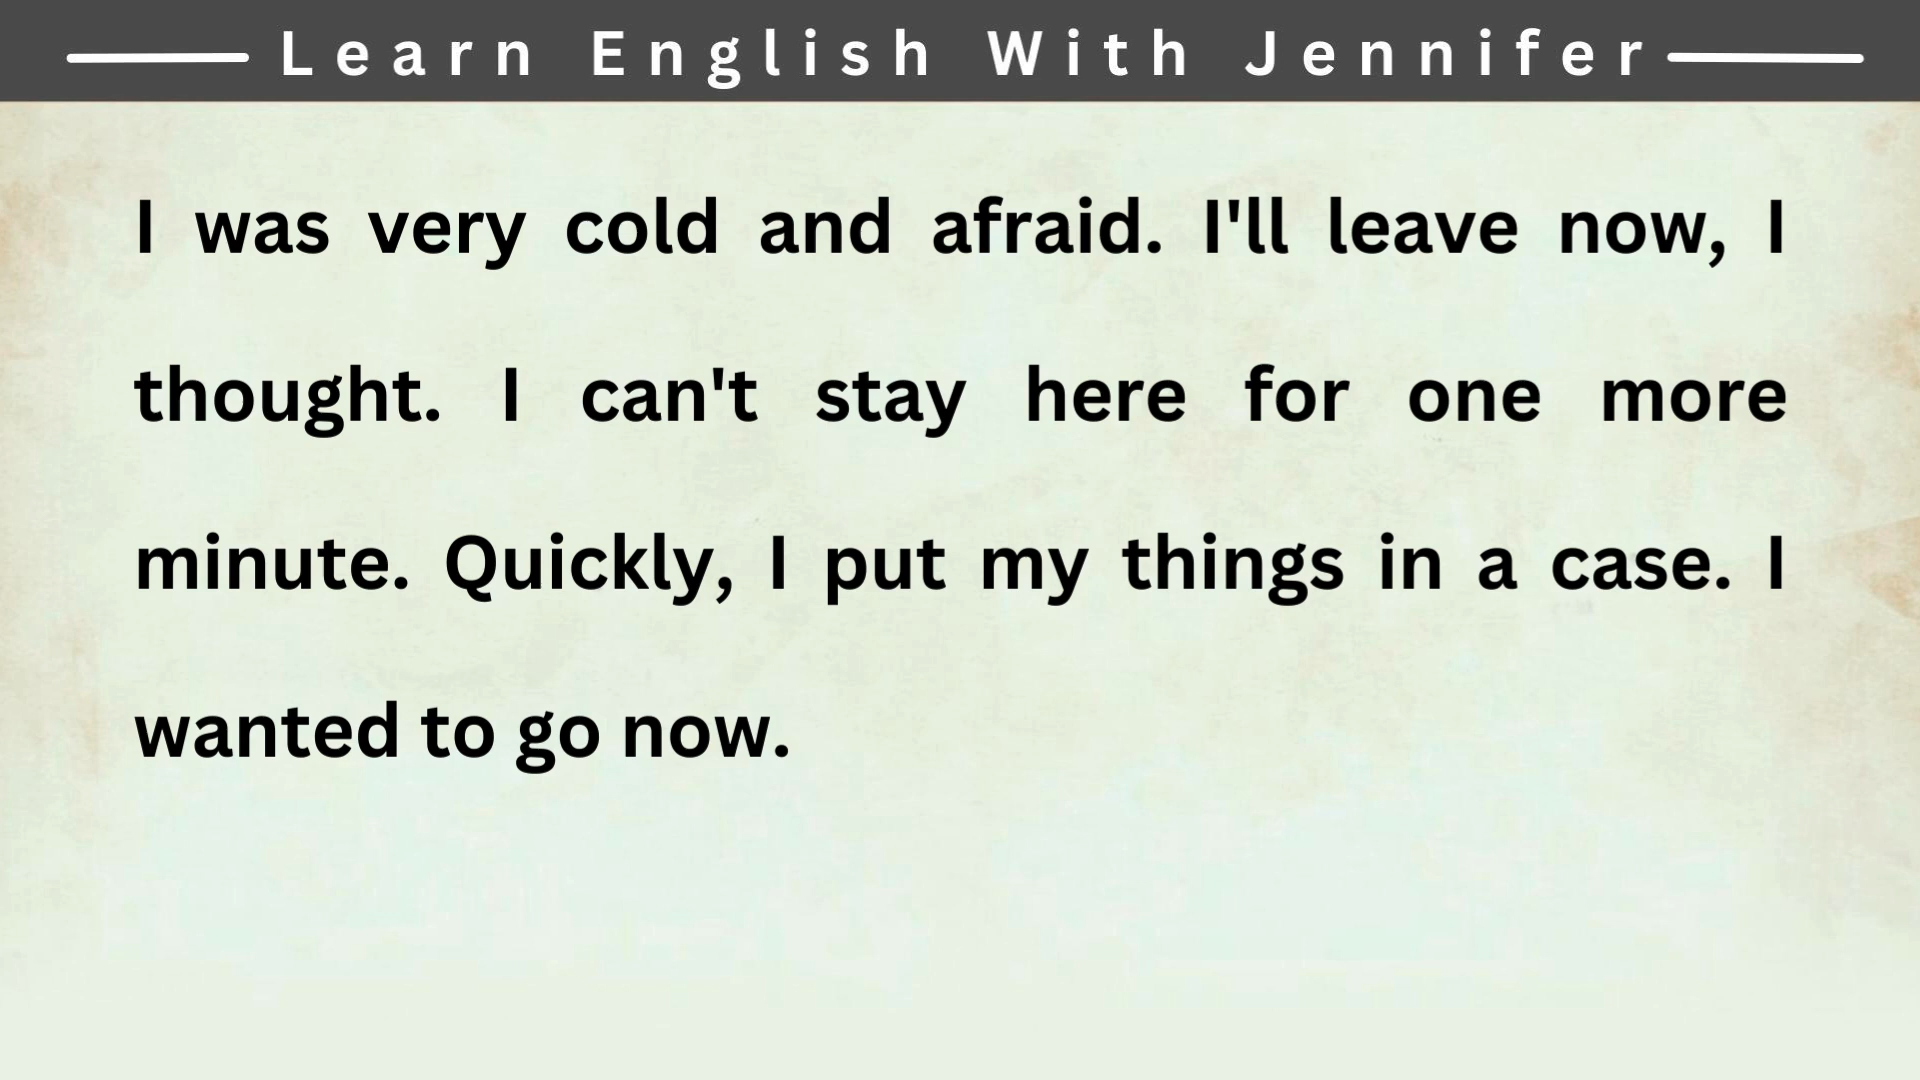 Learn English With Jennifer
I was very cold and afraid. I'll leave now, I
thought. I can't stay here for one more
minute. Quickly, I put my things in a case. I
wanted to go now.